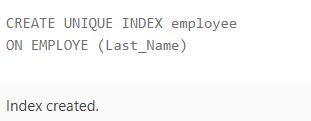 CREATE UNIQUE INDEX employee
ON EMPLOYE (Last_Name)
Index created.